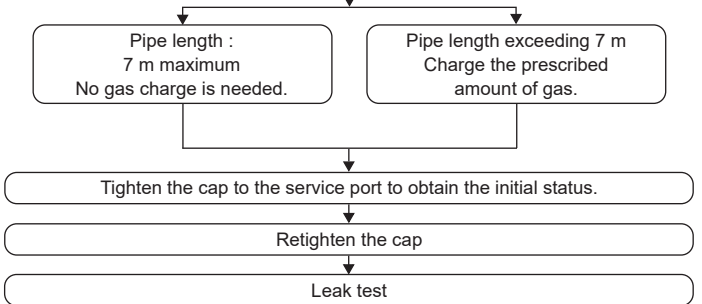 Pipe length :
7 m maximum
No gas charge is needed.
Pipe length exceeding 7 m
Charge the prescribed
amount of gas.
Tighten the cap to the service port to obtain the initial status.
Retighten the cap
Leak test